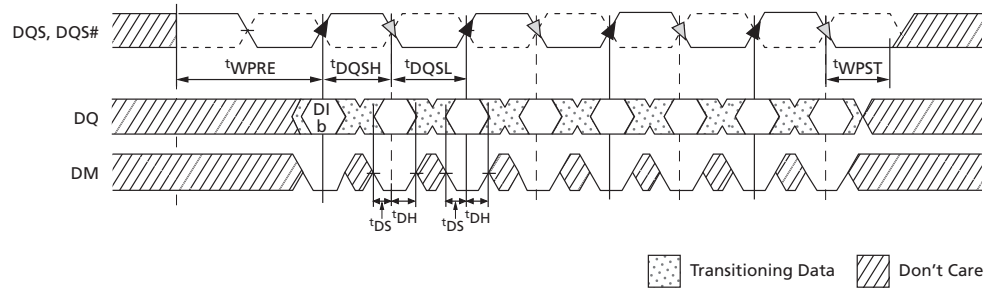 DQS, DQS#
tWPRE
tDQSH
tDQSL
tWPST
DQ
DI
b
DM
tDS
tDH
tDS
tDH
Transitioning Data
Don't Care